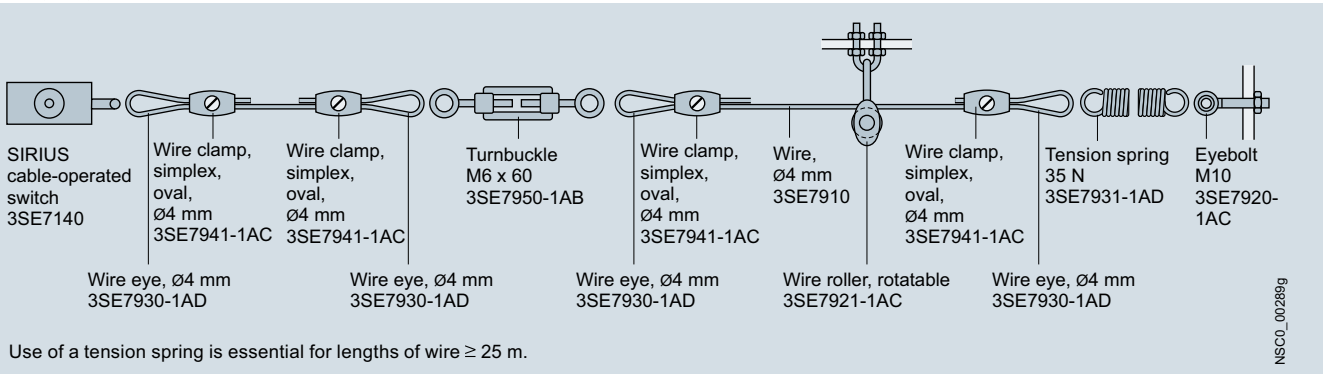 SIRIUS
cable-operated
switch
3SE7140
Wire clamp,
simplex,
oval,
Ø4 mm
3SE7941-1AC
Wire clamp,
simplex,
oval,
Ø4 mm
3SE7941-1AC
Turnbuckle
M6 x 60
3SE7950-1AB
Wire clamp,
simplex,
oval,
Ø4 mm
3SE7941-1AC
Wire,
Ø4 mm
3SE7910
Wire clamp,
simplex,
oval,
Ø4 mm
3SE7941-1AC
Tension spring
35 N
3SE7931-1AD
Eyebolt
M10
3SE7920-
1AC
Wire eye, Ø4 mm
3SE7930-1AD
Wire eye, Ø4 mm
3SE7930-1AD
Wire eye, Ø4 mm
3SE7930-1AD
Wire roller, rotatable
3SE7921-1AC
Wire eye, Ø4 mm
3SE7930-1AD
Use of a tension spring is essential for lengths of wire ≥ 25 m.
NSC0_00289g